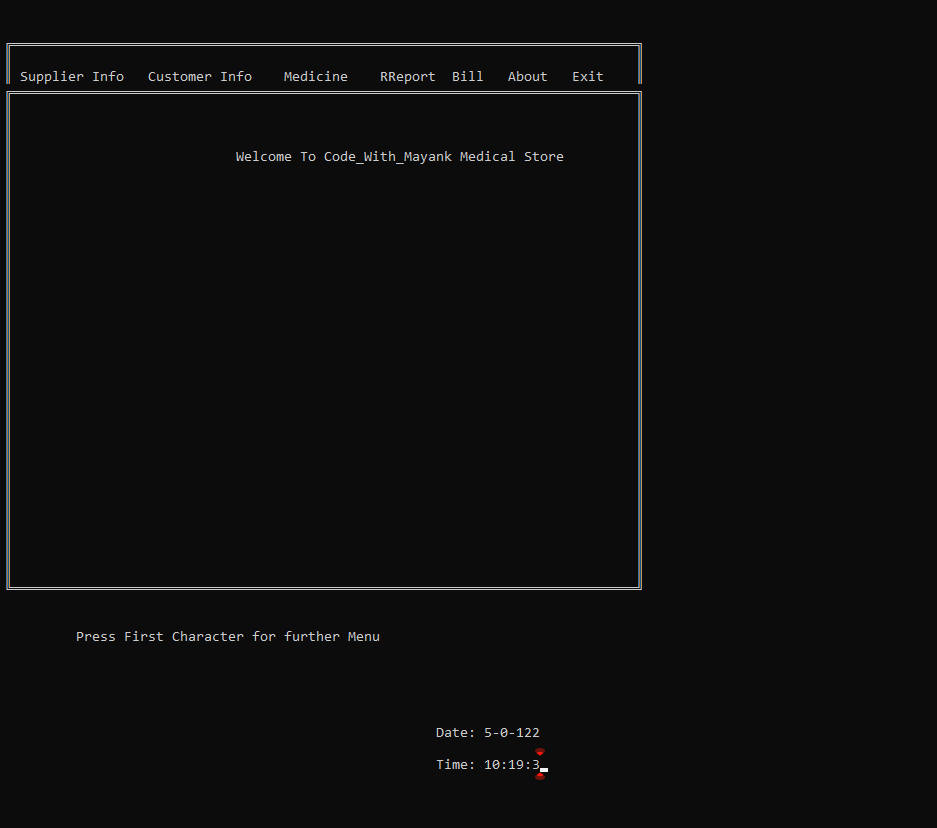 Supplier Info Customer Info Medicine RReport Bill About Exit
Welcome To Code_With_Mayank Medical Store
Press First Character for further Menu
Date: 5-0-122
Time: 10:19:3